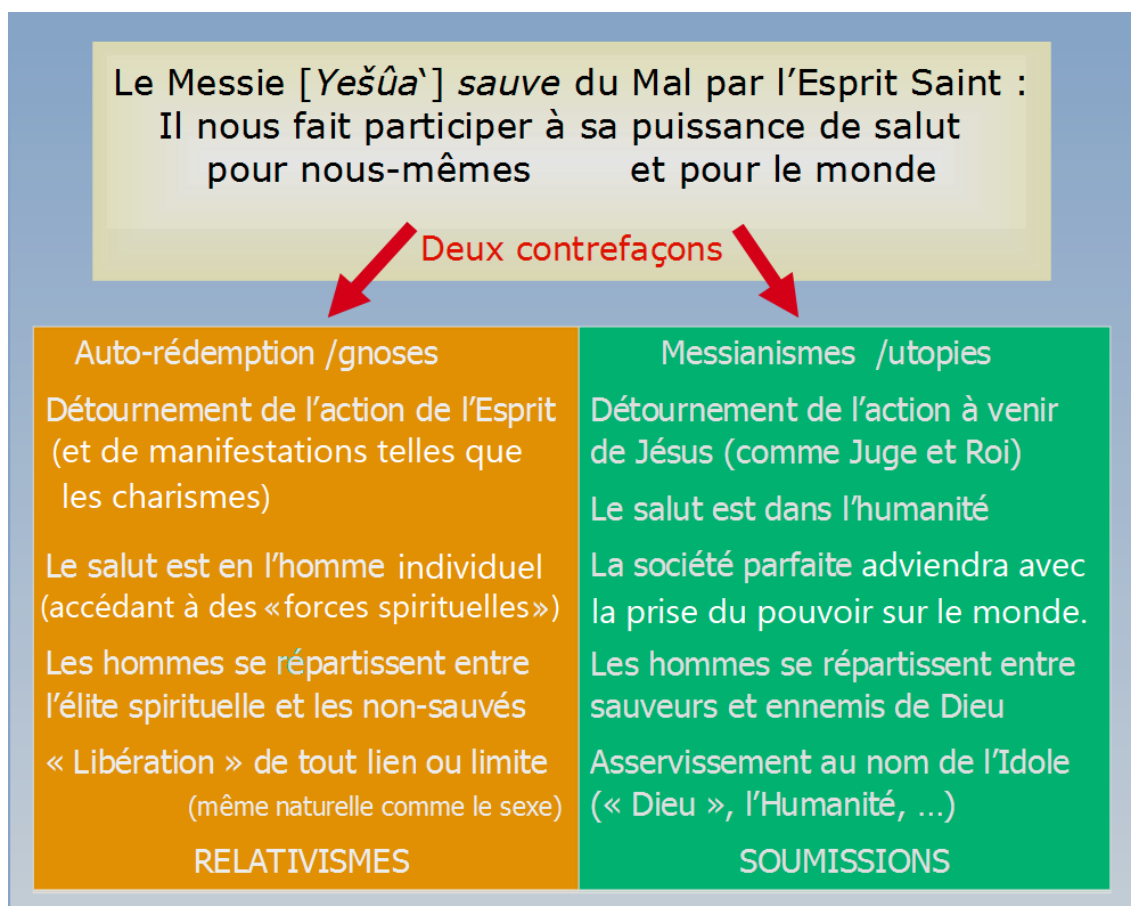 Le Messie [Yešûa‘] sauve du Mal par l’Esprit Saint :
Il nous fait participer à sa puissance de salut
pour nous-mêmes et pour le monde
Deux contrefaçons
Auto-rédemption /gnoses
Détournement de l’action de l’Esprit
(et de manifestations telles que
les charismes)
Le salut est en l’homme individuel
(accédant à des «forces spirituelles»)
Les hommes se répartissent entre
l’élite spirituelle et les non-sauvés
« Libération » de tout lien ou limite
(même naturelle comme le sexe)
RELATIVISMES
Messianismes /utopies
Détournement de l’action à venir
de Jésus (comme Juge et Roi)
Le salut est dans l’humanité
La société parfaite adviendra avec
la prise du pouvoir sur le monde.
Les hommes se répartissent entre
sauveurs et ennemis de Dieu
Asservissement au nom de l’Idole
(« Dieu », l’Humanité, …)
SOUMISSIONS